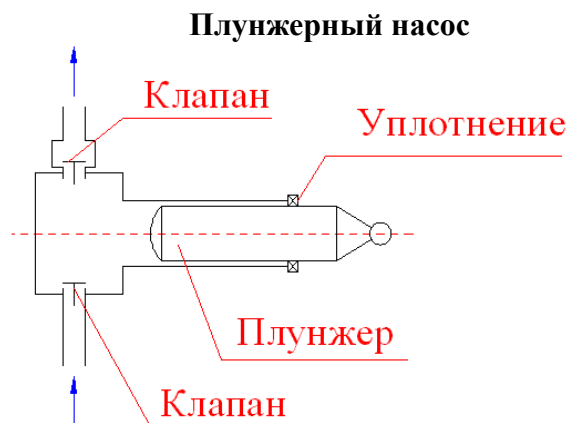 Плунжерный насос
Клапан
Уплотнение
Плунжер
Клапан